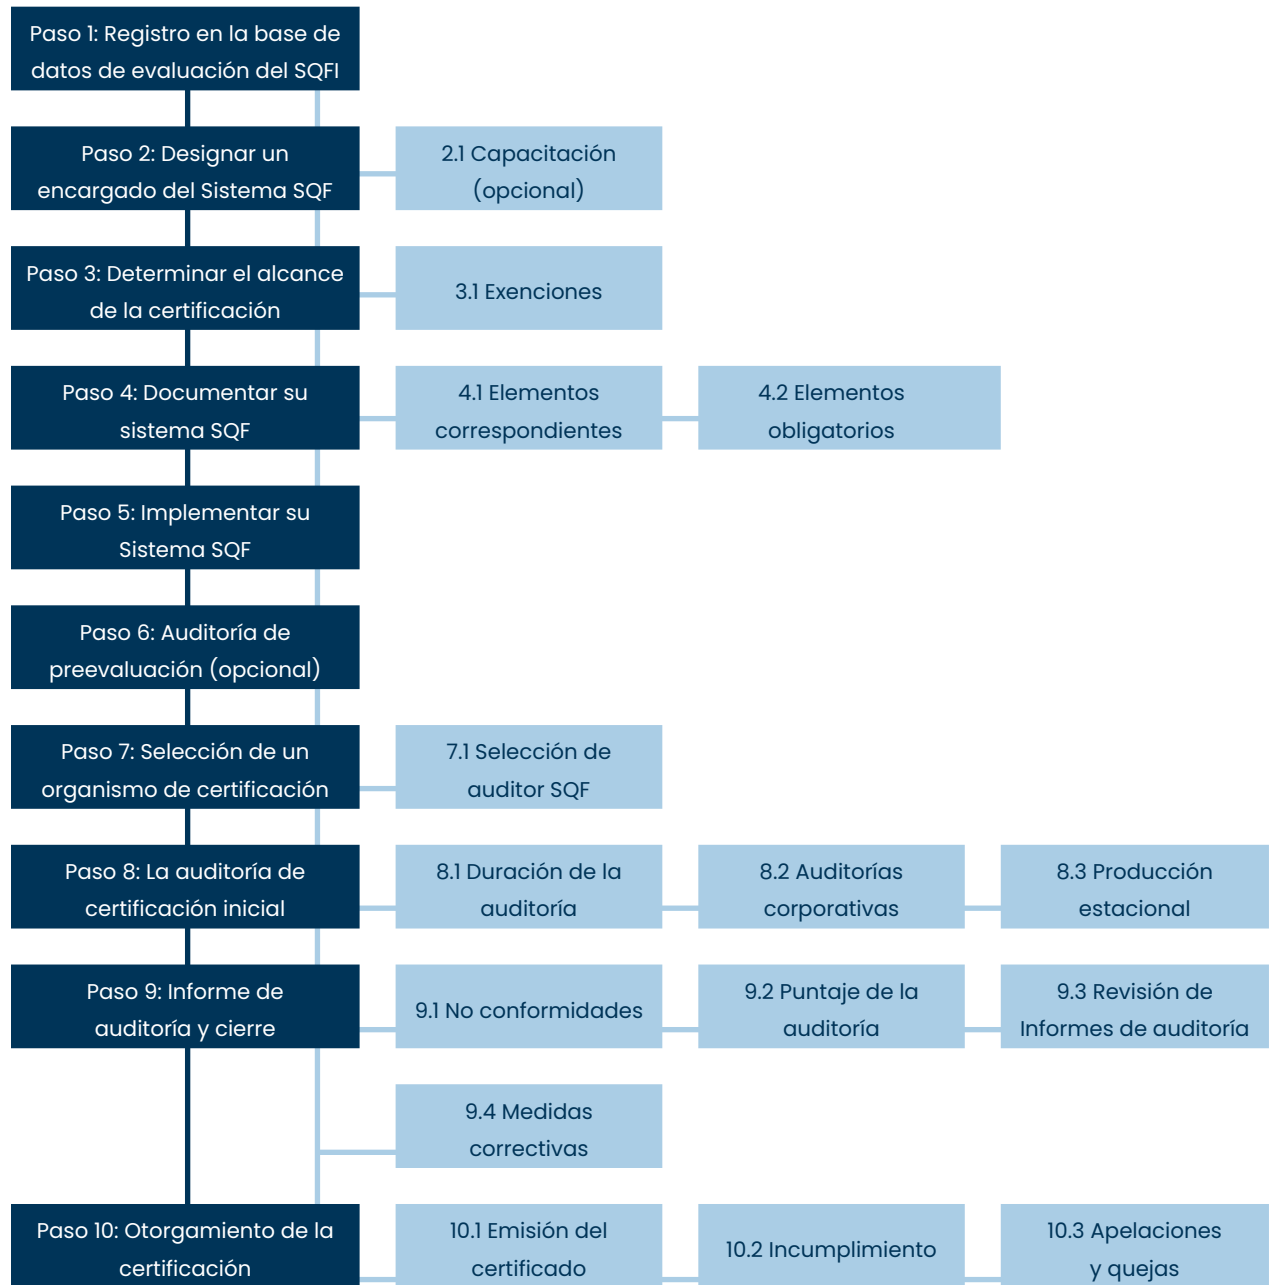 Paso 1: Registro en la base de
datos de evaluación del SQFI
Paso 2: Designar un
encargado del Sistema SQF
2.1 Capacitación
(opcional)
Paso 3: Determinar el alcance
de la certificación
3.1 Exenciones
Paso 4: Documentar su
sistema SQF
4.1 Elementos
correspondientes
4.2 Elementos
obligatorios
Paso 5: Implementar su
Sistema SQF
Paso 6: Auditoría de
preevaluación (opcional)
Paso 7: Selección de un
organismo de certificación
7.1 Selección de
auditor SQF
Paso 8: La auditoría de
certificación inicial
8.1 Duración de la
auditoría
8.2 Auditorías
corporativas
8.3 Producción
estacional
Paso 9: Informe de
auditoría y cierre
9.1 No conformidades
9.2 Puntaje de la
auditoría
9.3 Revisión de
Informes de auditoría
9.4 Medidas
correctivas
Paso 10: Otorgamiento de la
certificación
10.1 Emisión del
certificado
10.2 Incumplimiento
10.3 Apelaciones
y quejas